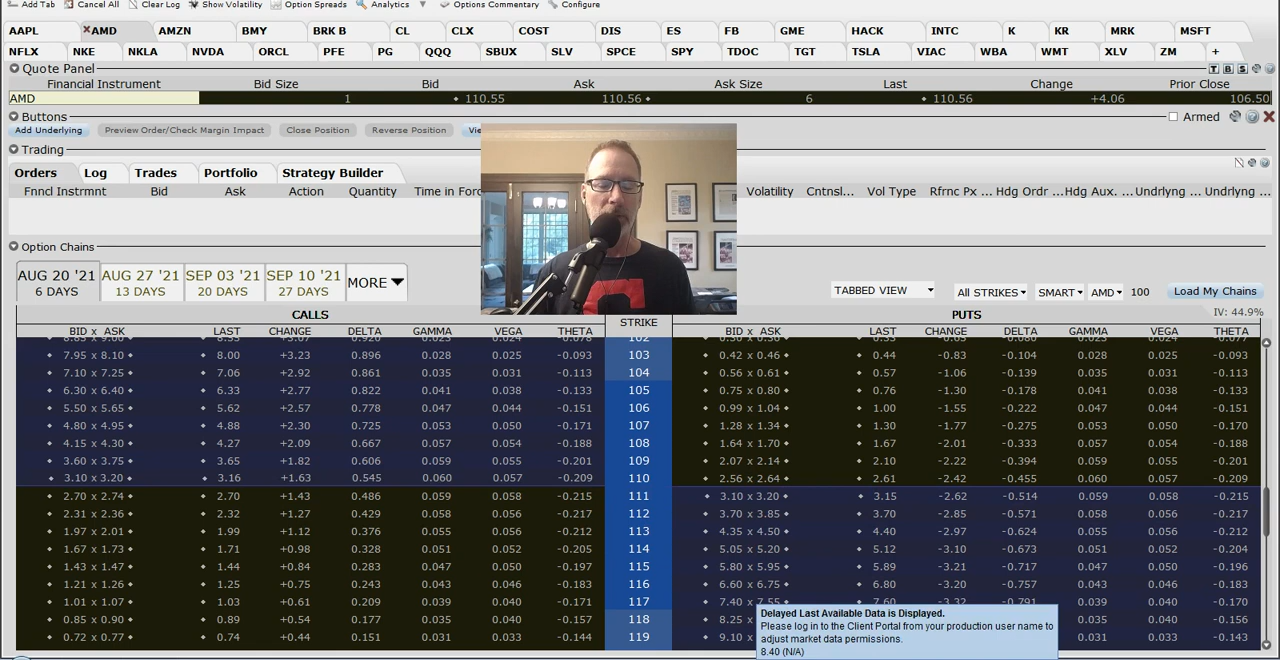 Add Tab Cancel All Clear Log Show Volatility Option Spreads Analytics ▼ Options Commentary Configure
AAPL AMD AMZN BMY BRK B CL CLX COST DIS ES FB GME HACK INTC K KR MRK MSFT
NFLX NKE NKLA NVDA ORCL PFE PG QQQ SBUX SLV SPCE SPY TDOC TGT TSLA VIAC WBA WMT XLV ZM +
Quote Panel T B S
Financial Instrument Bid Size Bid Ask Ask Size Last Change Prior Close
AMD 1 110.55 110.56 6 110.56 +4.06 106.50
Buttons Armed
Add Underlying Preview Order/Check Margin Impact Close Position Reverse Position
Trading
Orders Log Trades Portfolio Strategy Builder
Fnncl Instrmnt Bid Ask Action Quantity Time in Forc Volatility Cntnsl... Vol Type Rfrnc Px ... Hdg Ordr ... Hdg Aux. ... Undrlyng ... Undrlyng ...
Option Chains
AUG 20 '21 AUG 27 '21 SEP 03 '21 SEP 10 '21 MORE
6 DAYS 13 DAYS 20 DAYS 27 DAYS
TABBED VIEW All STRIKES SMART AMD 100 Load My Chains
CALLS STRIKE PUTS IV: 44.9%
BID x ASK LAST CHANGE DELTA GAMMA VEGA THETA BID x ASK LAST CHANGE DELTA GAMMA VEGA THETA
7.95 x 8.10 8.00 +3.23 0.896 0.028 0.025 -0.093 103 0.42 x 0.46 0.44 -0.83 -0.104 0.028 0.025 -0.093
7.10 x 7.25 7.06 +2.92 0.861 0.035 0.031 -0.113 104 0.56 x 0.61 0.57 -1.06 -0.139 0.035 0.031 -0.113
6.30 x 6.40 6.33 +2.77 0.822 0.041 0.038 -0.133 105 0.75 x 0.80 0.76 -1.30 -0.178 0.041 0.038 -0.133
5.50 x 5.65 5.62 +2.57 0.778 0.047 0.044 -0.151 106 0.99 x 1.04 1.00 -1.55 -0.222 0.047 0.044 -0.151
4.80 x 4.95 4.88 +2.30 0.725 0.053 0.050 -0.171 107 1.28 x 1.34 1.30 -1.77 -0.275 0.053 0.050 -0.170
4.15 x 4.30 4.27 +2.09 0.667 0.057 0.054 -0.188 108 1.64 x 1.70 1.67 -2.01 -0.333 0.057 0.054 -0.188
3.60 x 3.75 3.65 +1.82 0.606 0.059 0.055 -0.201 109 2.07 x 2.14 2.10 -2.22 -0.394 0.059 0.055 -0.201
3.10 x 3.20 3.16 +1.63 0.545 0.060 0.057 -0.209 110 2.56 x 2.64 2.61 -2.42 -0.455 0.060 0.057 -0.209
2.70 x 2.74 2.70 +1.43 0.486 0.059 0.058 -0.215 111 3.10 x 3.20 3.15 -2.62 -0.514 0.059 0.058 -0.215
2.31 x 2.36 2.32 +1.27 0.429 0.058 0.056 -0.217 112 3.70 x 3.85 3.70 -2.85 -0.571 0.058 0.056 -0.217
1.97 x 2.01 1.99 +1.12 0.376 0.055 0.055 -0.212 113 4.35 x 4.50 4.40 -2.97 -0.624 0.055 0.055 -0.212
1.67 x 1.73 1.71 +0.98 0.328 0.051 0.052 -0.205 114 5.05 x 5.20 5.12 -3.10 -0.673 0.051 0.052 -0.204
1.43 x 1.47 1.44 +0.84 0.283 0.047 0.050 -0.197 115 5.80 x 5.95 5.89 -3.21 -0.717 0.047 0.050 -0.196
1.21 x 1.26 1.25 +0.75 0.243 0.043 0.046 -0.183 116 6.60 x 6.75 6.80 -3.20 -0.757 0.043 0.046 -0.183
1.01 x 1.07 1.03 +0.61 0.209 0.039 0.040 -0.171 117 7.40 x 7.55 7.60 -3.32 -0.791 0.039 0.040 -0.170
0.85 x 0.90 0.89 +0.54 0.177 0.035 0.040 -0.156 118 8.25 x 035 0.040 -0.156
0.72 x 0.77 0.74 +0.44 0.151 0.031 0.033 -0.144 119 9.10 x 031 0.033 -0.143
Delayed Last Available Data is Displayed.
Please log in to the Client Portal from your production user name to
adjust market data permissions.
8.40 (N/A)